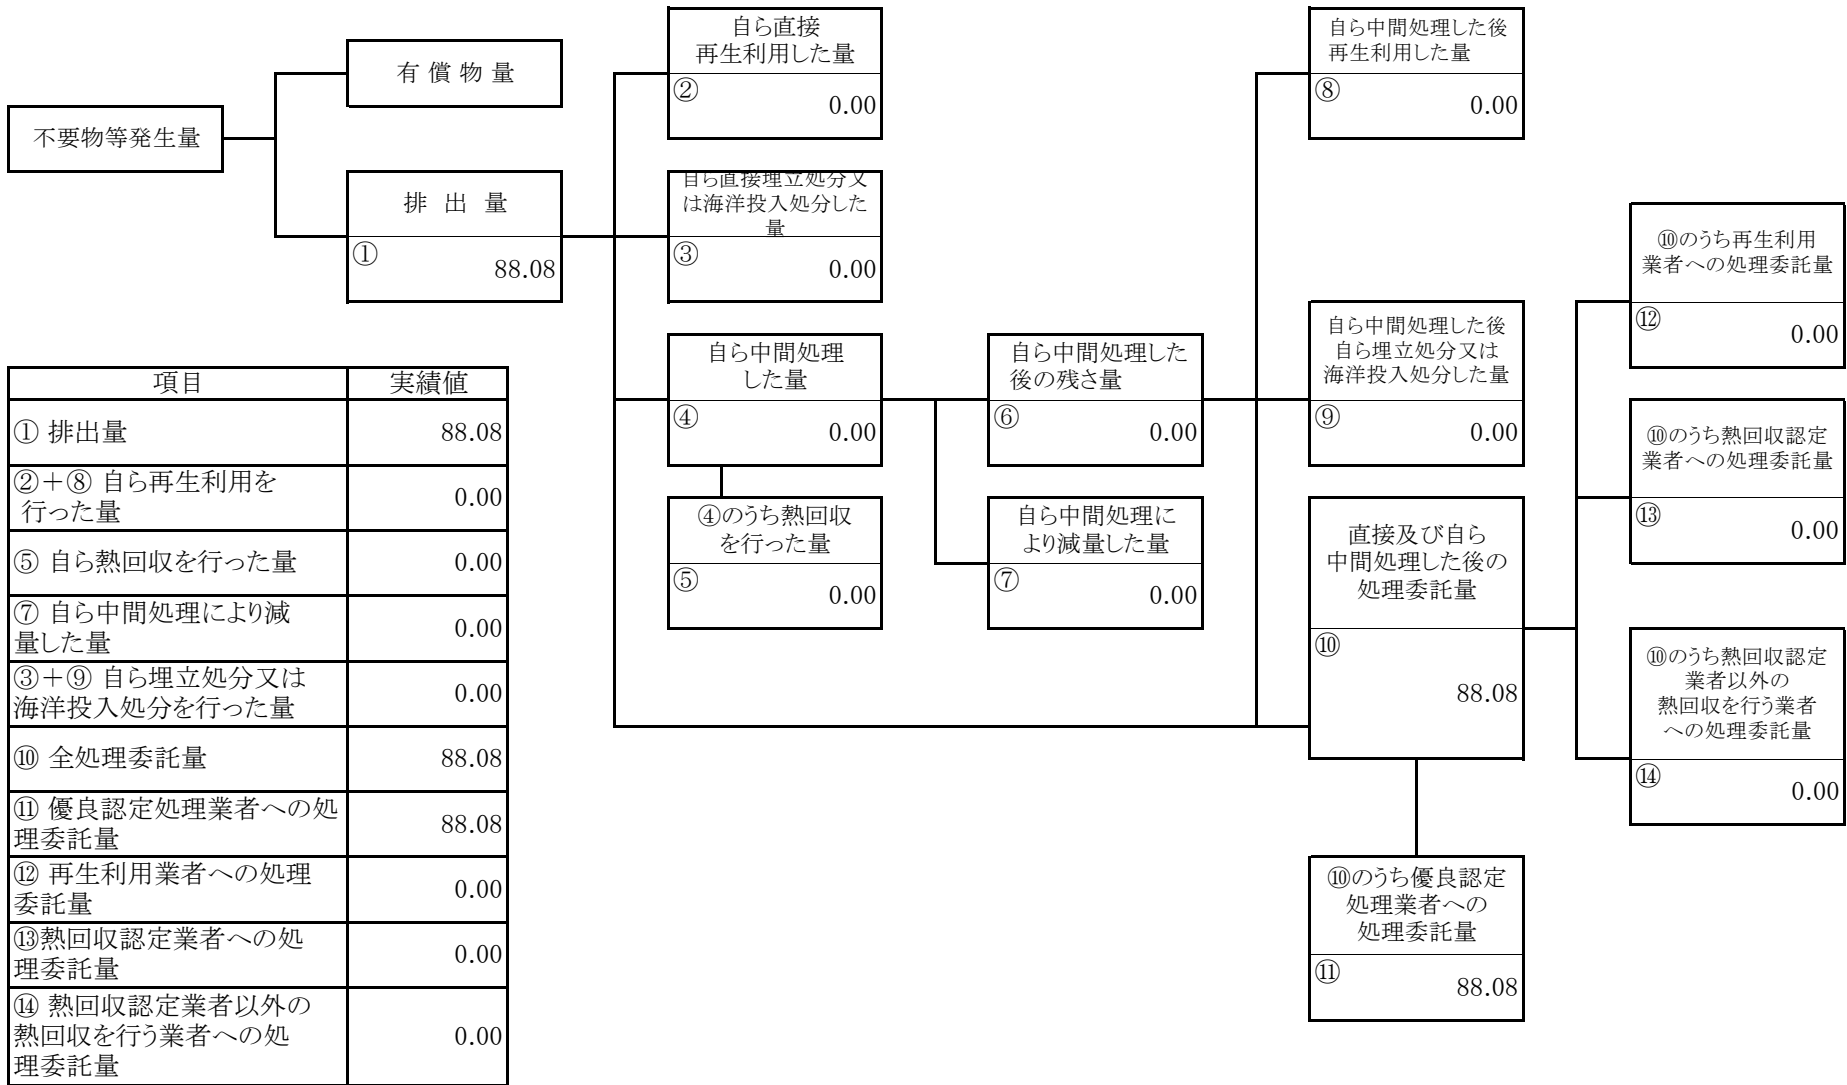 不要物等発生量
有 償 物 量
排 出 量
① 88.08
自ら直接
再生利用した量
② 0.00
自ら直接埋立処分又
は海洋投入処分した
量
③ 0.00
自ら中間処理
した量
④ 0.00
④のうち熱回収
を行った量
⑤ 0.00
自ら中間処理した
後の残さ量
⑥ 0.00
自ら中間処理に
より減量した量
⑦ 0.00
自ら中間処理した後
再生利用した量
⑧ 0.00
自ら中間処理した後
自ら埋立処分又は
海洋投入処分した量
⑨ 0.00
直接及び自ら
中間処理した後の
処理委託量
⑩
88.08
⑩のうち優良認定
処理業者への
処理委託量
⑪ 88.08
⑩のうち再生利用
業者への処理委託量
⑫ 0.00
⑩のうち熱回収認定
業者への処理委託量
⑬ 0.00
⑩のうち熱回収認定
業者以外の
熱回収を行う業者
への処理委託量
⑭ 0.00
項目 実績値
① 排出量 88.08
②＋⑧ 自ら再生利用を
行った量 0.00
⑤ 自ら熱回収を行った量 0.00
⑦ 自ら中間処理により減
量した量 0.00
③＋⑨ 自ら埋立処分又は
海洋投入処分を行った量 0.00
⑩ 全処理委託量 88.08
⑪ 優良認定処理業者への処
理委託量 88.08
⑫ 再生利用業者への処理
委託量 0.00
⑬熱回収認定業者への処
理委託量 0.00
⑭ 熱回収認定業者以外の
熱回収を行う業者への処
理委託量 0.00